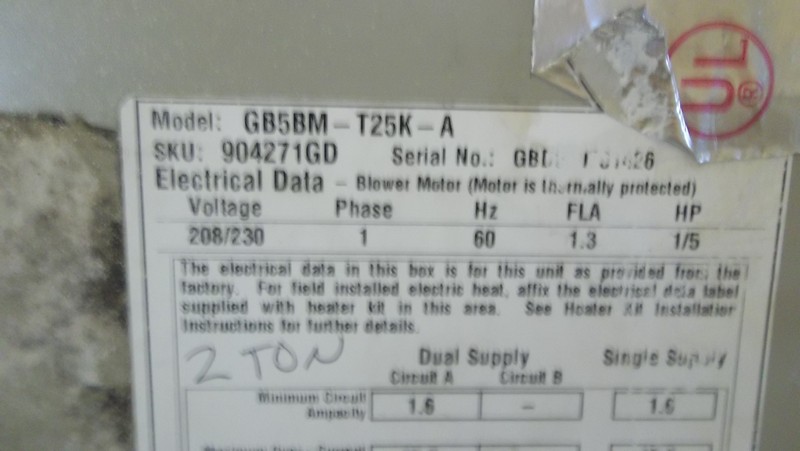 UL
Model: GB5BM-T25K-A
SKU: 904271GD Serial No.: GBD
Electrical Data - Blower Motor (Motor is thermally protected)
Voltage Phase Hz FLA HP
208/230 1 60 1.3 1/5
The electrical data in this box is for this unit as provided from the
factory. For field installed electric heat, affix the electrical data label
supplied with heater kit in this area. See Heater Kit Installation
Instructions for further details.
2 TON
Dual Supply Single Supply
Circuit A Circuit B
Minimum Circuit
Ampacity 1.6 – 1.6